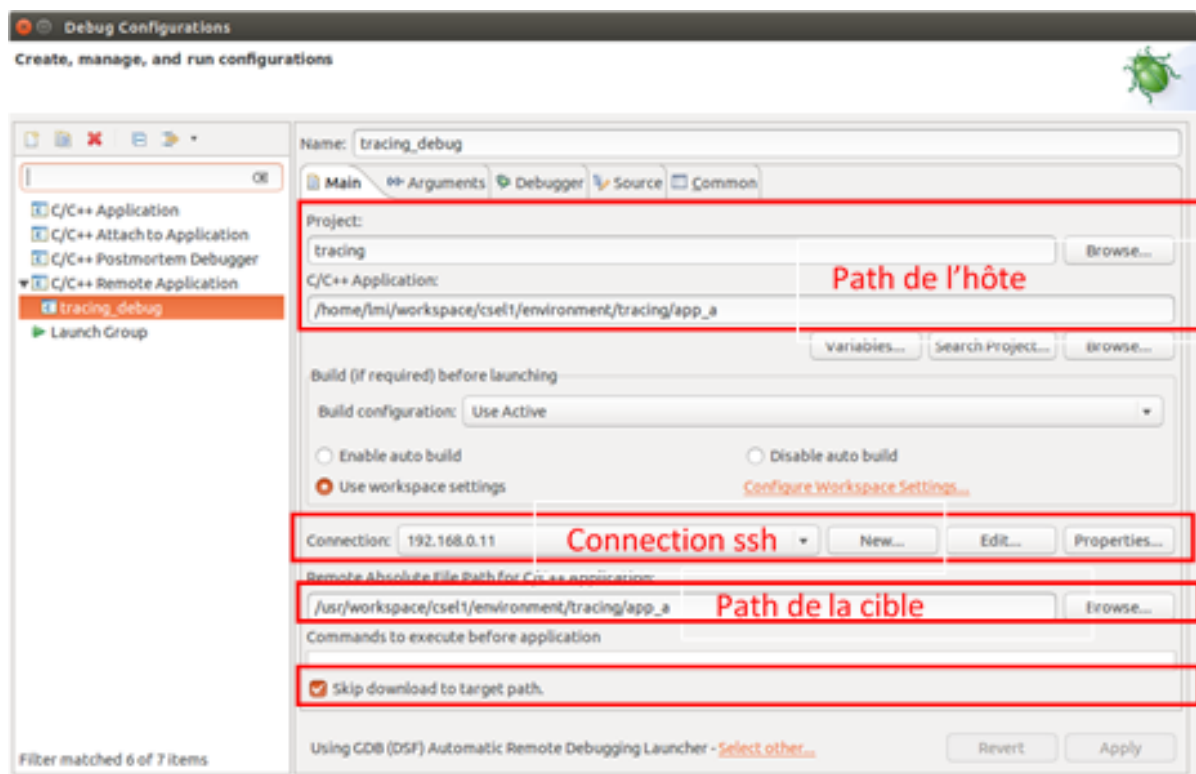 Debug Configurations
Create, manage, and run configurations
Name: tracing_debug
Main Arguments Debugger Source Common
C/C++ Application
C/C++ Attach to Application
C/C++ Postmortem Debugger
C/C++ Remote Application
tracing_debug
Launch Group
Filter matched 6 of 7 items
Project:
tracing Browse...
Path de l'hôte
C/C++ Application:
/home/lmi/workspace/csel1/environment/tracing/app_a
Variables... Search Project... Browse...
Build (if required) before launching
Build configuration: Use Active
Enable auto build Disable auto build
Use workspace settings Configure Workspace Settings...
Connection: 192.168.0.11 Connection ssh New... Edit... Properties...
Remote Absolute File Path for C/C++ Application:
/usr/workspace/csel1/environment/tracing/app_a Path de la cible Browse...
Commands to execute before application
Skip download to target path.
Using GDB (DSF) Automatic Remote Debugging Launcher - Select other... Revert Apply